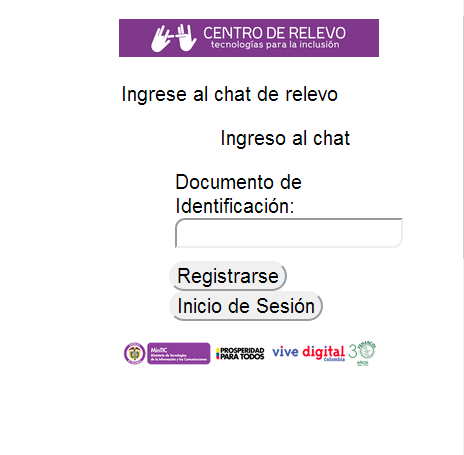 CENTRO DE RELEVO
tecnologías para la inclusión
Ingrese al chat de relevo
Ingreso al chat
Documento de
Identificación:
Registrarse
Inicio de Sesión
MinTIC
Ministerio de Tecnologías
de la Información y las Comunicaciones
PROSPERIDAD
PARA TODOS
vive digital
Colombia
30
AÑOS